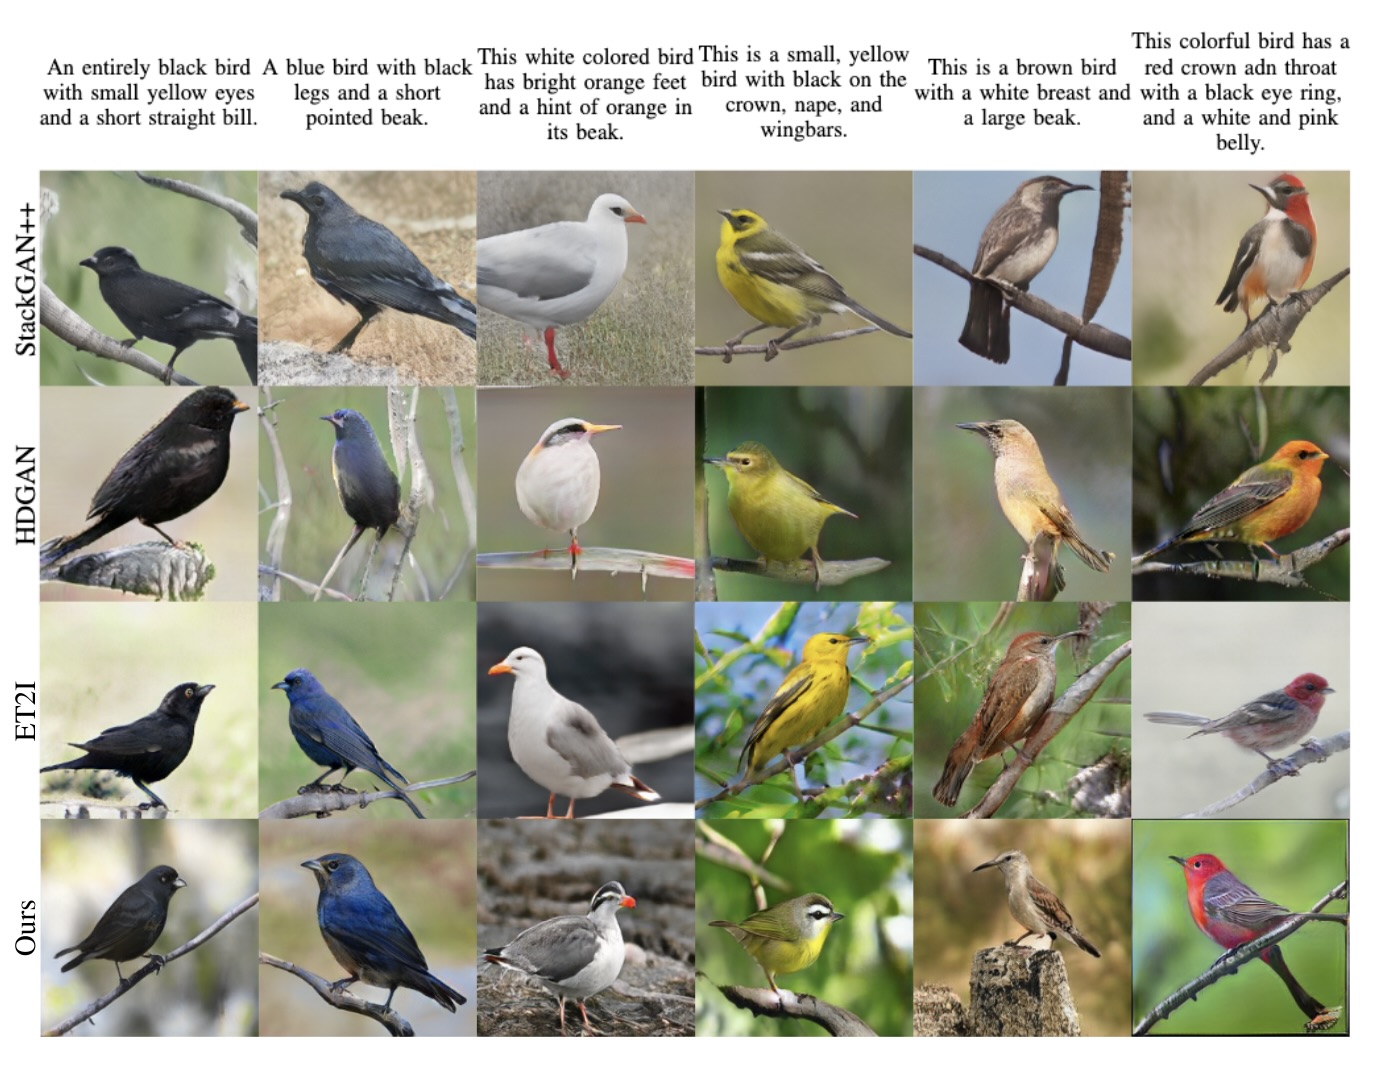 An entirely black bird
with small yellow eyes
and a short straight bill.
A blue bird with black
legs and a short
pointed beak.
This white colored bird
has bright orange feet
and a hint of orange in
its beak.
This is a small, yellow
bird with black on the
crown, nape, and
wingbars.
This is a brown bird
with a white breast and
a large beak.
This colorful bird has a
red crown adn throat
with a black eye ring,
and a white and pink
belly.
StackGAN++
HDGAN
ET2I
Ours